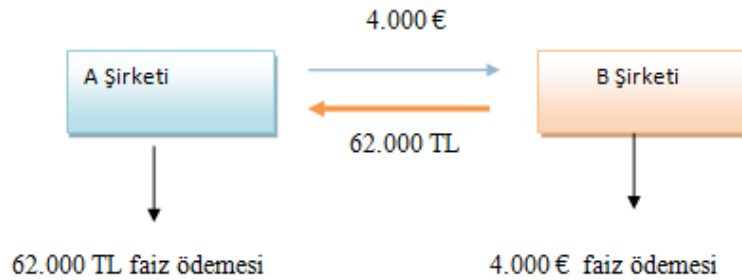 4.000 €
A Şirketi
B Şirketi
62.000 TL
62.000 TL faiz ödemesi
4.000 € faiz ödemesi